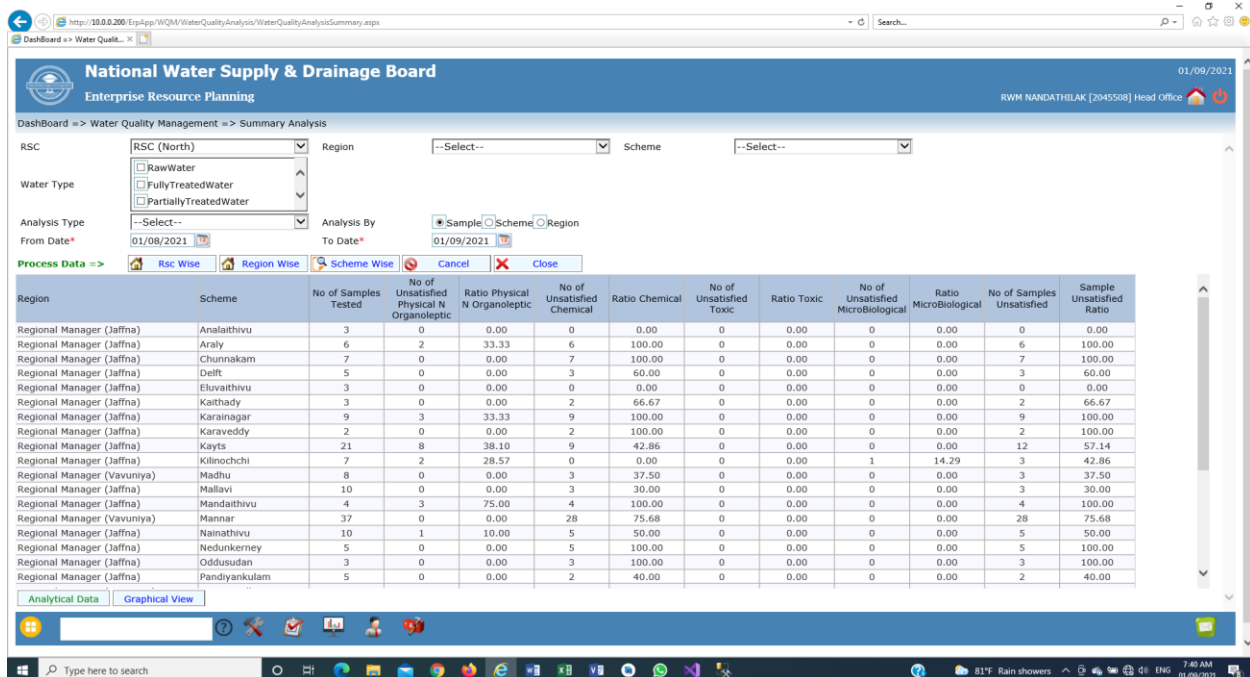 http://10.0.0.200/ErpApp/WQM/WaterQualityAnalysis/WaterQualityAnalysisSummary.aspx Search...
DashBoard => Water Qualit...
National Water Supply & Drainage Board 01/09/2021
Enterprise Resource Planning RWM NANDATHILAK [2045508] Head Office
DashBoard => Water Quality Management => Summary Analysis
RSC RSC (North) Region --Select-- Scheme --Select--
Water Type RawWater
FullyTreatedWater
PartiallyTreatedWater
Analysis Type --Select-- Analysis By Sample Scheme Region
From Date* 01/08/2021 To Date* 01/09/2021
Process Data => Rsc Wise Region Wise Scheme Wise Cancel Close
Region Scheme No of Samples Tested No of Unsatisfied Physical N Organoleptic Ratio Physical N Organoleptic No of Unsatisfied Chemical Ratio Chemical No of Unsatisfied Toxic Ratio Toxic No of Unsatisfied MicroBiological Ratio MicroBiological No of Samples Unsatisfied Sample Unsatisfied Ratio
Regional Manager (Jaffna) Analaithivu 3 0 0.00 0 0.00 0 0.00 0 0.00 0 0.00
Regional Manager (Jaffna) Araly 6 2 33.33 6 100.00 0 0.00 0 0.00 6 100.00
Regional Manager (Jaffna) Chunnakam 7 0 0.00 7 100.00 0 0.00 0 0.00 7 100.00
Regional Manager (Jaffna) Delft 5 0 0.00 3 60.00 0 0.00 0 0.00 3 60.00
Regional Manager (Jaffna) Eluvaithivu 3 0 0.00 0 0.00 0 0.00 0 0.00 0 0.00
Regional Manager (Jaffna) Kaithady 3 0 0.00 2 66.67 0 0.00 0 0.00 2 66.67
Regional Manager (Jaffna) Karainagar 9 3 33.33 9 100.00 0 0.00 0 0.00 9 100.00
Regional Manager (Jaffna) Karaveddy 2 0 0.00 2 100.00 0 0.00 0 0.00 2 100.00
Regional Manager (Jaffna) Kayts 21 8 38.10 9 42.86 0 0.00 0 0.00 12 57.14
Regional Manager (Jaffna) Kilinochchi 7 2 28.57 0 0.00 0 0.00 1 14.29 3 42.86
Regional Manager (Vavuniya) Madhu 8 0 0.00 3 37.50 0 0.00 0 0.00 3 37.50
Regional Manager (Jaffna) Mallavi 10 0 0.00 3 30.00 0 0.00 0 0.00 3 30.00
Regional Manager (Jaffna) Mandaithivu 4 3 75.00 4 100.00 0 0.00 0 0.00 4 100.00
Regional Manager (Vavuniya) Mannar 37 0 0.00 28 75.68 0 0.00 0 0.00 28 75.68
Regional Manager (Jaffna) Nainathivu 10 1 10.00 5 50.00 0 0.00 0 0.00 5 50.00
Regional Manager (Jaffna) Nedunkerney 5 0 0.00 5 100.00 0 0.00 0 0.00 5 100.00
Regional Manager (Jaffna) Oddusudan 3 0 0.00 3 100.00 0 0.00 0 0.00 3 100.00
Regional Manager (Jaffna) Pandiyankulam 5 0 0.00 2 40.00 0 0.00 0 0.00 2 40.00
Analytical Data Graphical View
Type here to search 81°F Rain showers ENG 7:40 AM
01/09/2021